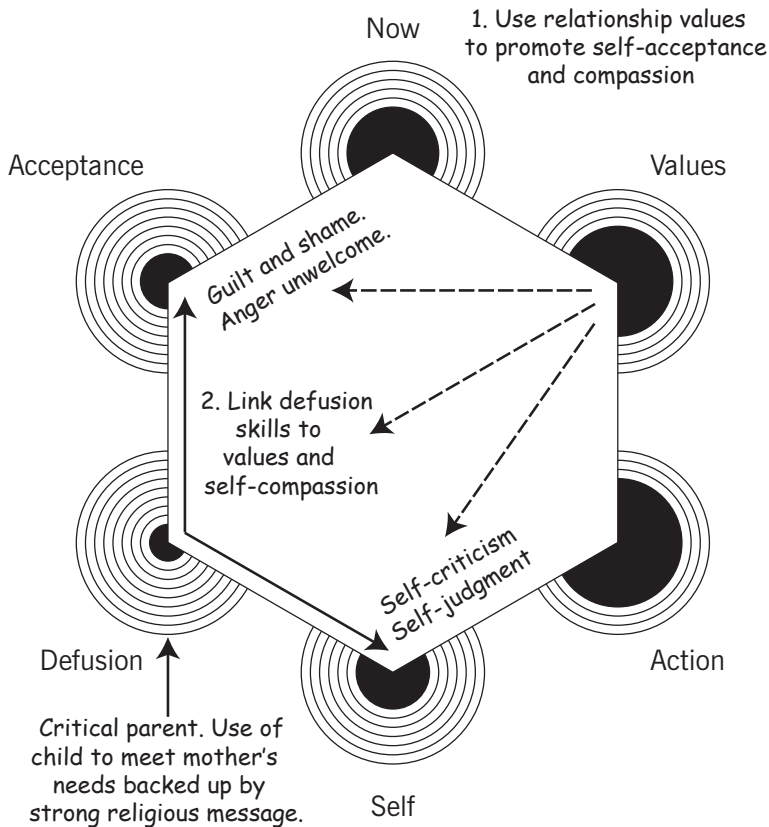 Now
1. Use relationship values
to promote self-acceptance
and compassion
Acceptance
Values
Guilt and shame.
Anger unwelcome.
2. Link defusion
skills to
values and
self-compassion
Self-criticism
Self-judgment
Defusion
Action
Critical parent. Use of
child to meet mother's
needs backed up by
strong religious message.
Self